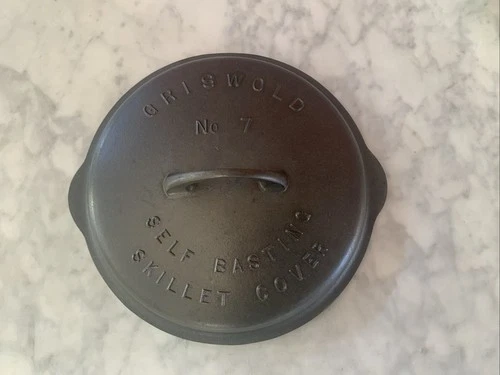 GRISWOLD
No 7
SELF BASTING
SKILLET COVER